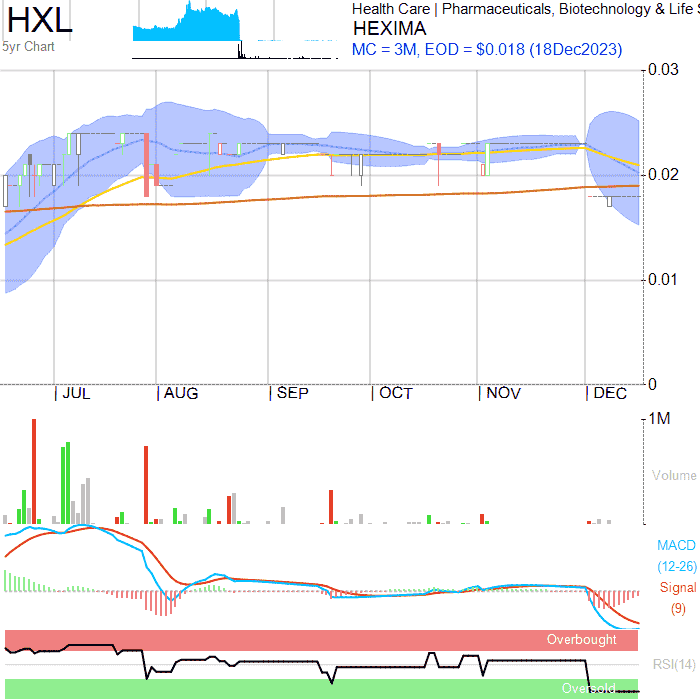 HXL
5yr Chart
Health Care | Pharmaceuticals, Biotechnology & Life S
HEXIMA
MC = 3M, EOD = $0.018 (18Dec2023)
0.03
0.02
0.01
0
JUL AUG SEP OCT NOV DEC
1M
Volume
MACD
(12-26)
Signal
(9)
Overbought
RSI(14)
Oversold